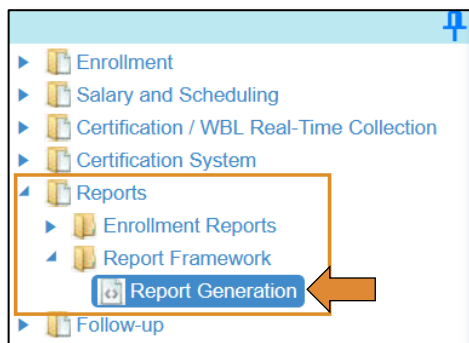 Enrollment
Salary and Scheduling
Certification / WBL Real-Time Collection
Certification System
Reports
Enrollment Reports
Report Framework
Report Generation
Follow-up